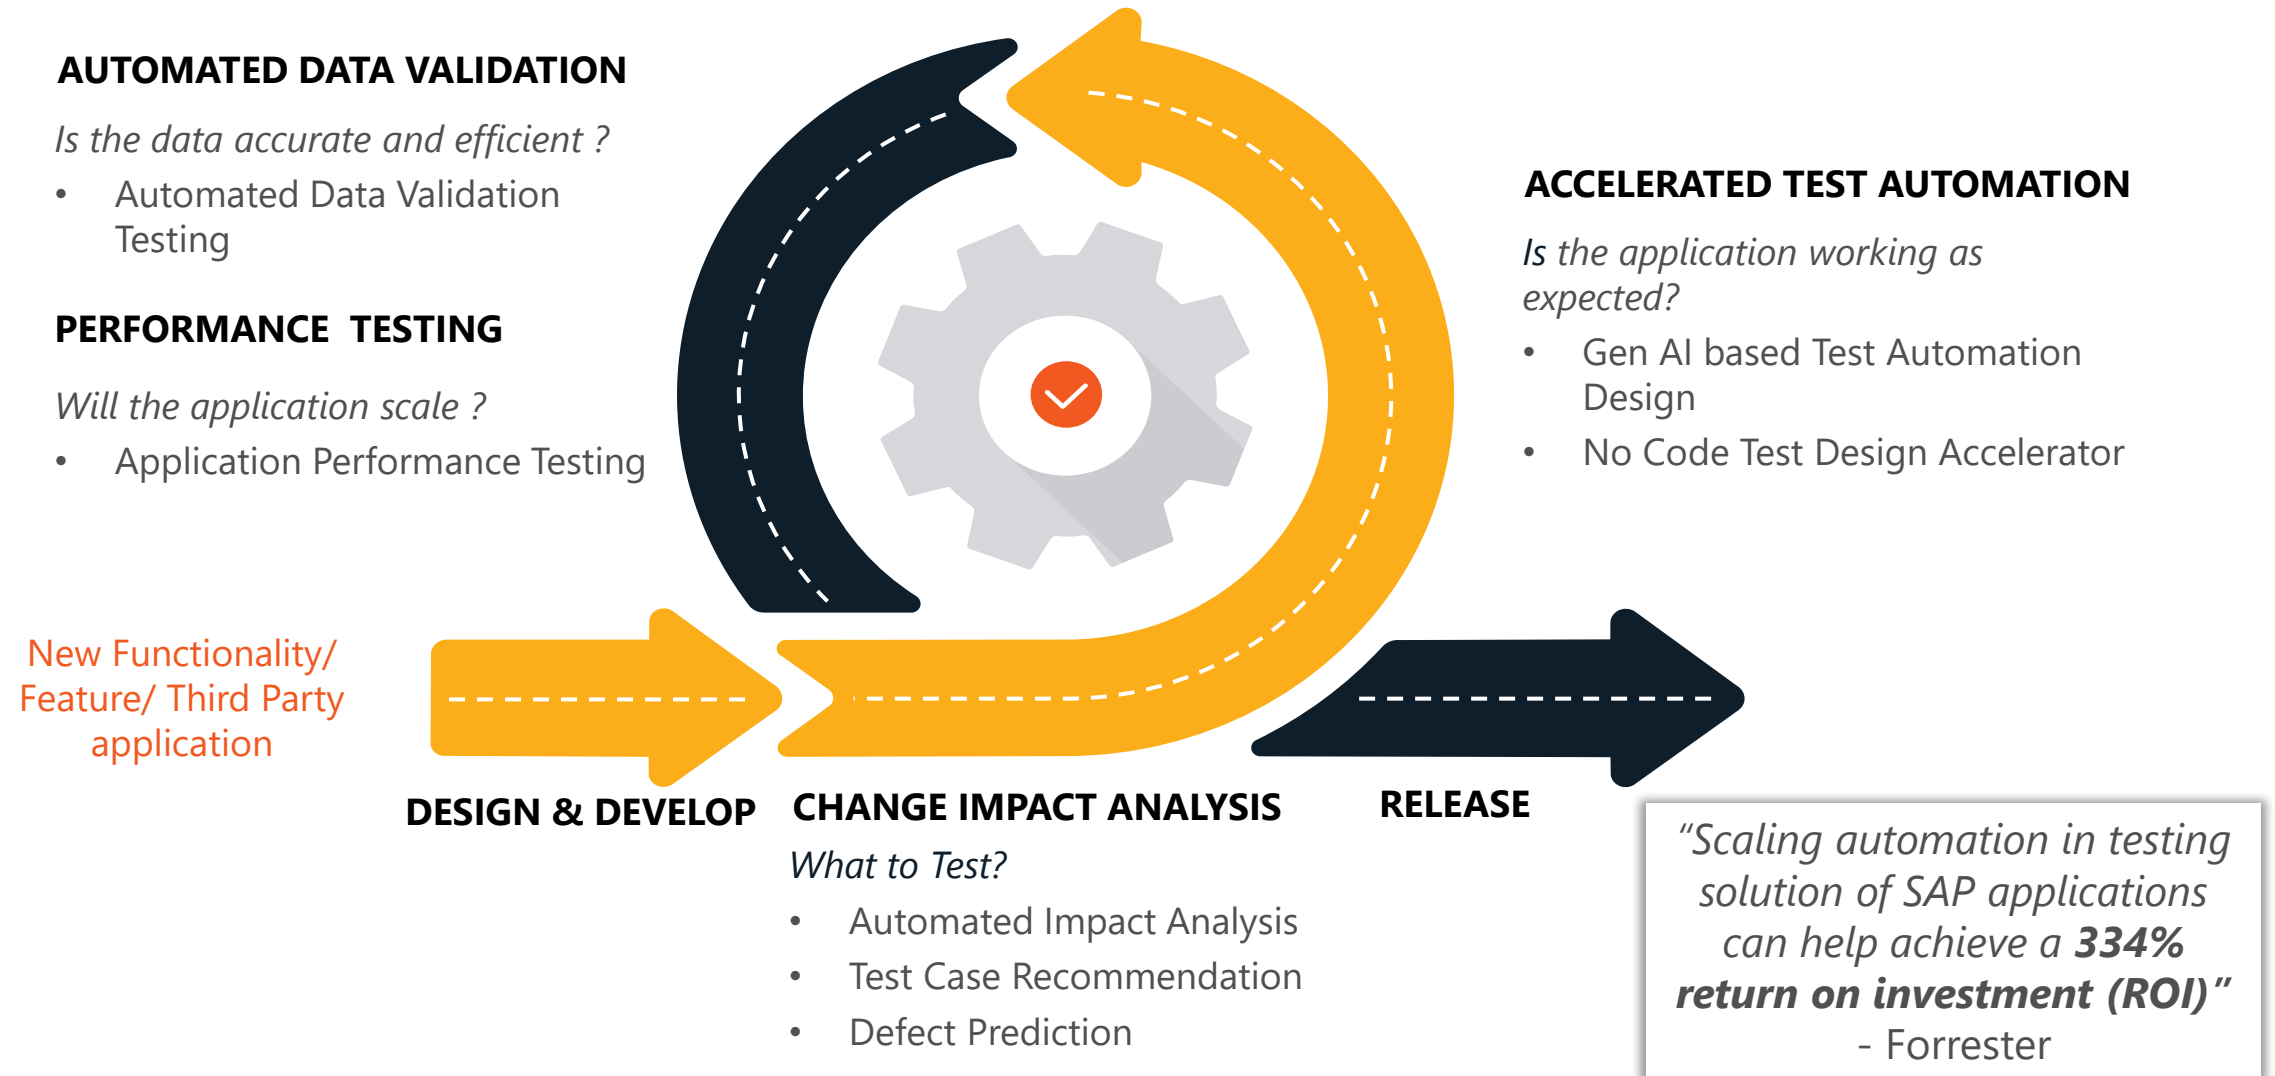 AUTOMATED DATA VALIDATION
Is the data accurate and efficient ?
• Automated Data Validation
Testing
PERFORMANCE  TESTING
Will the application scale ?
• Application Performance Testing
ACCELERATED TEST AUTOMATION
Is the application working as
expected?
• Gen AI based Test Automation
Design
• No Code Test Design Accelerator
New Functionality/
Feature/ Third Party
application
DESIGN & DEVELOP
CHANGE IMPACT ANALYSIS
What to Test?
• Automated Impact Analysis
• Test Case Recommendation
• Defect Prediction
RELEASE
“Scaling automation in testing
solution of SAP applications
can help achieve a 334%
return on investment (ROI)”
- Forrester